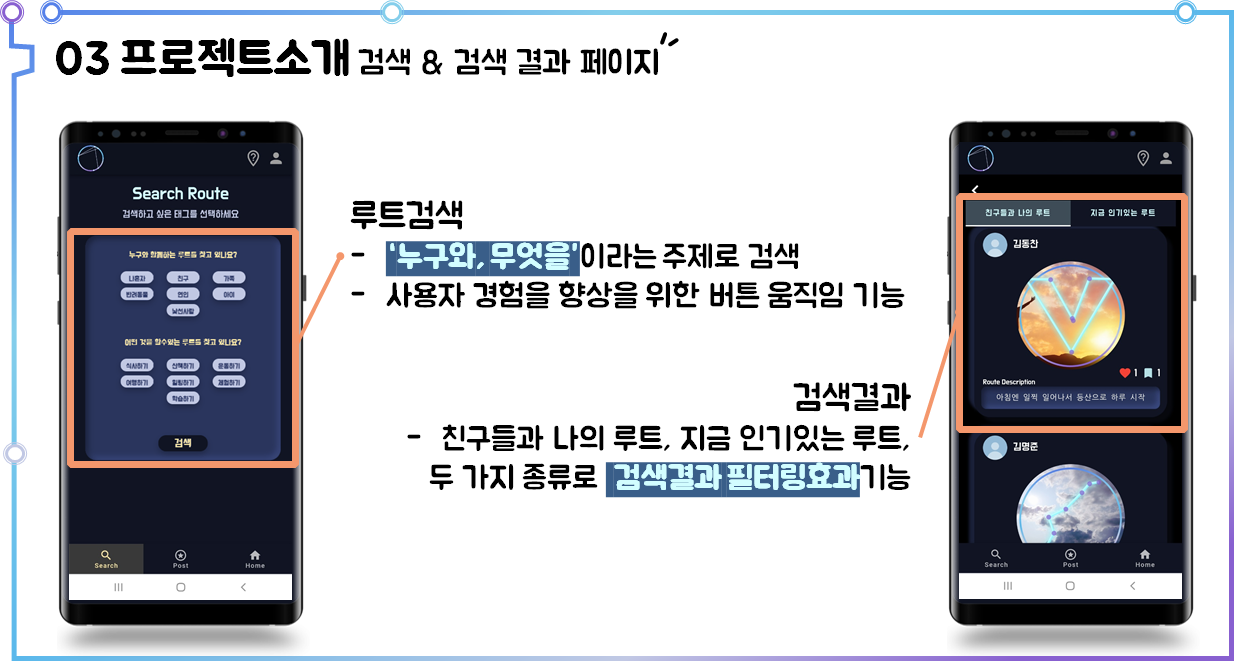 03 프로젝트소개 검색 & 검색 결과 페이지
Search Route
검색하고 싶은 태그를 선택하세요
누구와 함께하는 루트를 찾고 있나요?
나혼자 친구 가족
반려동물 연인 아이
낯선사람
어떤 것을 할수있는 루트를 찾고 있나요?
식사하기 산책하기 운동하기
여행하기 힐링하기 체험하기
학습하기
검색
Search Post Home
루트검색
- '누구와, 무엇을'이라는 주제로 검색
- 사용자 경험을 향상을 위한 버튼 움직임 기능
검색결과
- 친구들과 나의 루트, 지금 인기있는 루트,
두 가지 종류로 검색결과 필터링효과기능
친구들과 나의 루트 지금 인기있는 루트
김동찬
1 1
Route Description
아침엔 일찍 일어나서 등산으로 하루 시작
김명준
Search Post Home